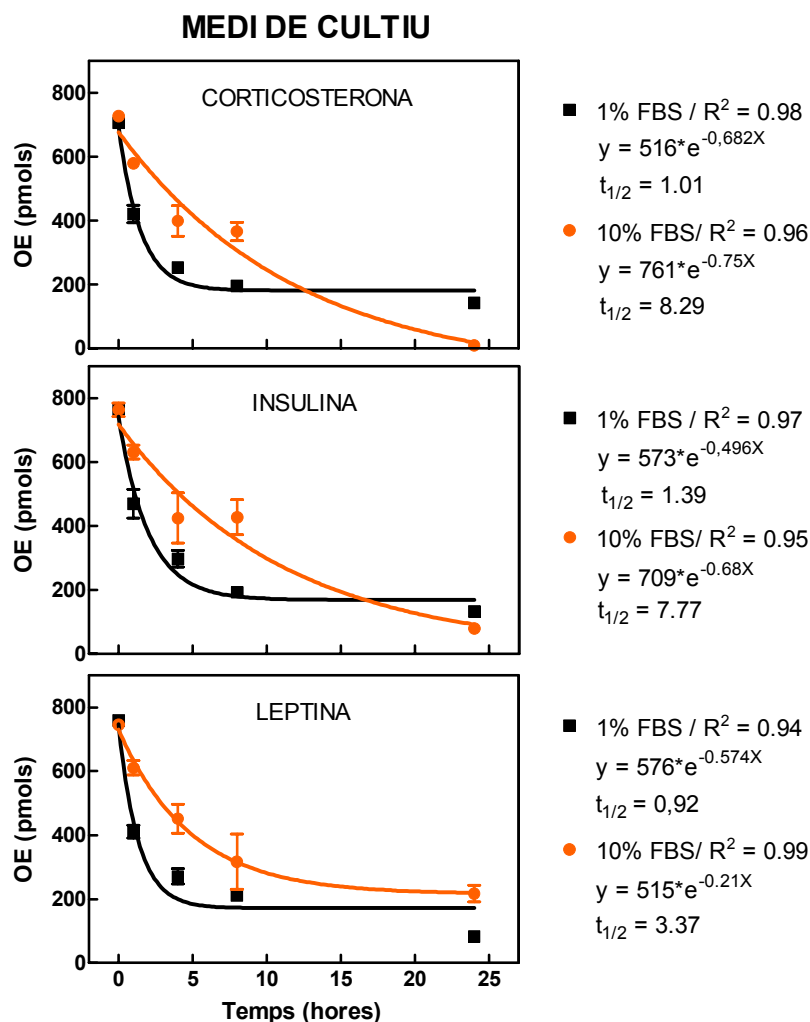 MEDI DE CULTIU
CORTICOSTERONA
OE (pmols)
800
600
400
200
0
1% FBS / R² = 0.98
y = 516*e^-0,682X
t1/2 = 1.01
10% FBS/ R² = 0.96
y = 761*e^-0.75X
t1/2 = 8.29
INSULINA
OE (pmols)
800
600
400
200
0
1% FBS / R² = 0.97
y = 573*e^-0,496X
t1/2 = 1.39
10% FBS/ R² = 0.95
y = 709*e^-0.68X
t1/2 = 7.77
LEPTINA
OE (pmols)
800
600
400
200
0
1% FBS / R² = 0.94
y = 576*e^-0.574X
t1/2 = 0,92
10% FBS/ R² = 0.99
y = 515*e^-0.21X
t1/2 = 3.37
0 5 10 15 20 25
Temps (hores)